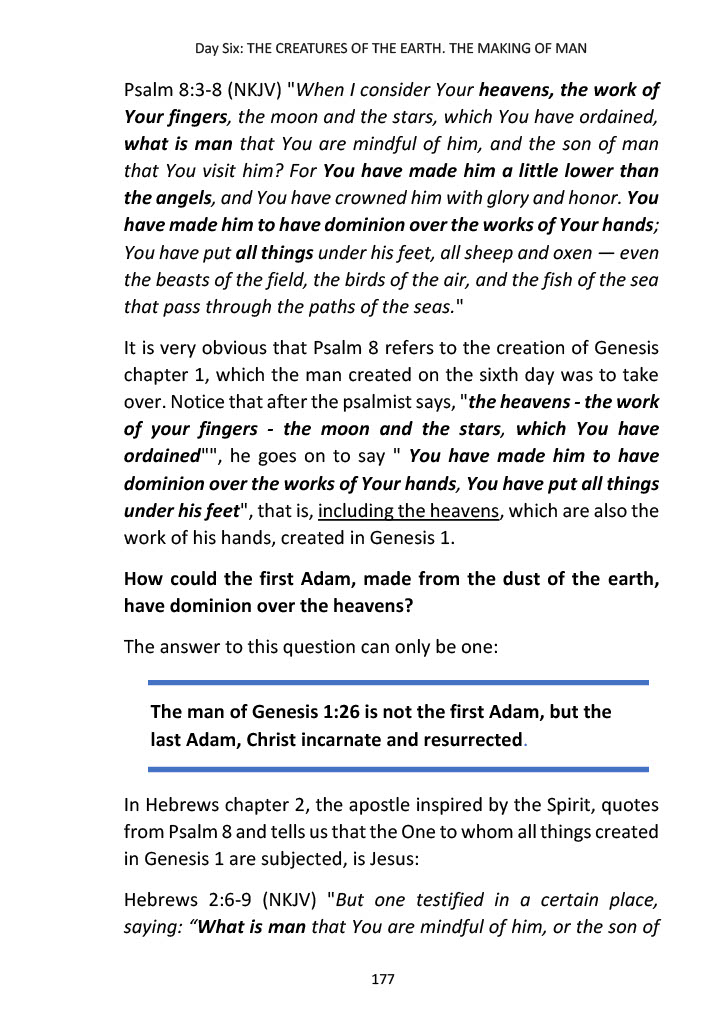 Day Six: THE CREATURES OF THE EARTH. THE MAKING OF MAN
Psalm 8:3-8 (NKJV) "When I consider Your heavens, the work of
Your fingers, the moon and the stars, which You have ordained,
what is man that You are mindful of him, and the son of man
that You visit him? For You have made him a little lower than
the angels, and You have crowned him with glory and honor. You
have made him to have dominion over the works of Your hands;
You have put all things under his feet, all sheep and oxen — even
the beasts of the field, the birds of the air, and the fish of the sea
that pass through the paths of the seas."
It is very obvious that Psalm 8 refers to the creation of Genesis
chapter 1, which the man created on the sixth day was to take
over. Notice that after the psalmist says, "the heavens - the work
of your fingers - the moon and the stars, which You have
ordained"", he goes on to say " You have made him to have
dominion over the works of Your hands, You have put all things
under his feet", that is, including the heavens, which are also the
work of his hands, created in Genesis 1.
How could the first Adam, made from the dust of the earth,
have dominion over the heavens?
The answer to this question can only be one:
The man of Genesis 1:26 is not the first Adam, but the
last Adam, Christ incarnate and resurrected.
In Hebrews chapter 2, the apostle inspired by the Spirit, quotes
from Psalm 8 and tells us that the One to whom all things created
in Genesis 1 are subjected, is Jesus:
Hebrews 2:6-9 (NKJV) "But one testified in a certain place,
saying: “What is man that You are mindful of him, or the son of
177